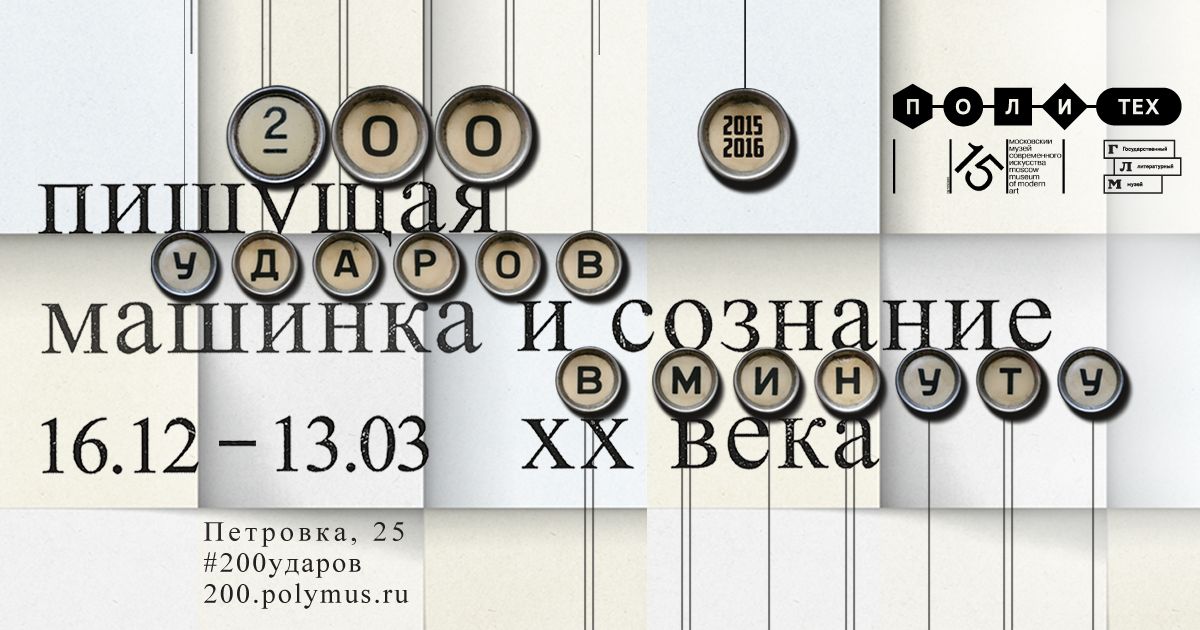 200
2015
2016
ПОЛИТЕХ
15
московский
музей
современного
искусства
moscow
museum
of modern
art
Государственный
литературный
музей
Г
Л
М
пишущая
УДАРОВ
машинка и сознание
В МИНУТУ
16.12 – 13.03
хх века
Петровка, 25
#200ударов
200.polymus.ru